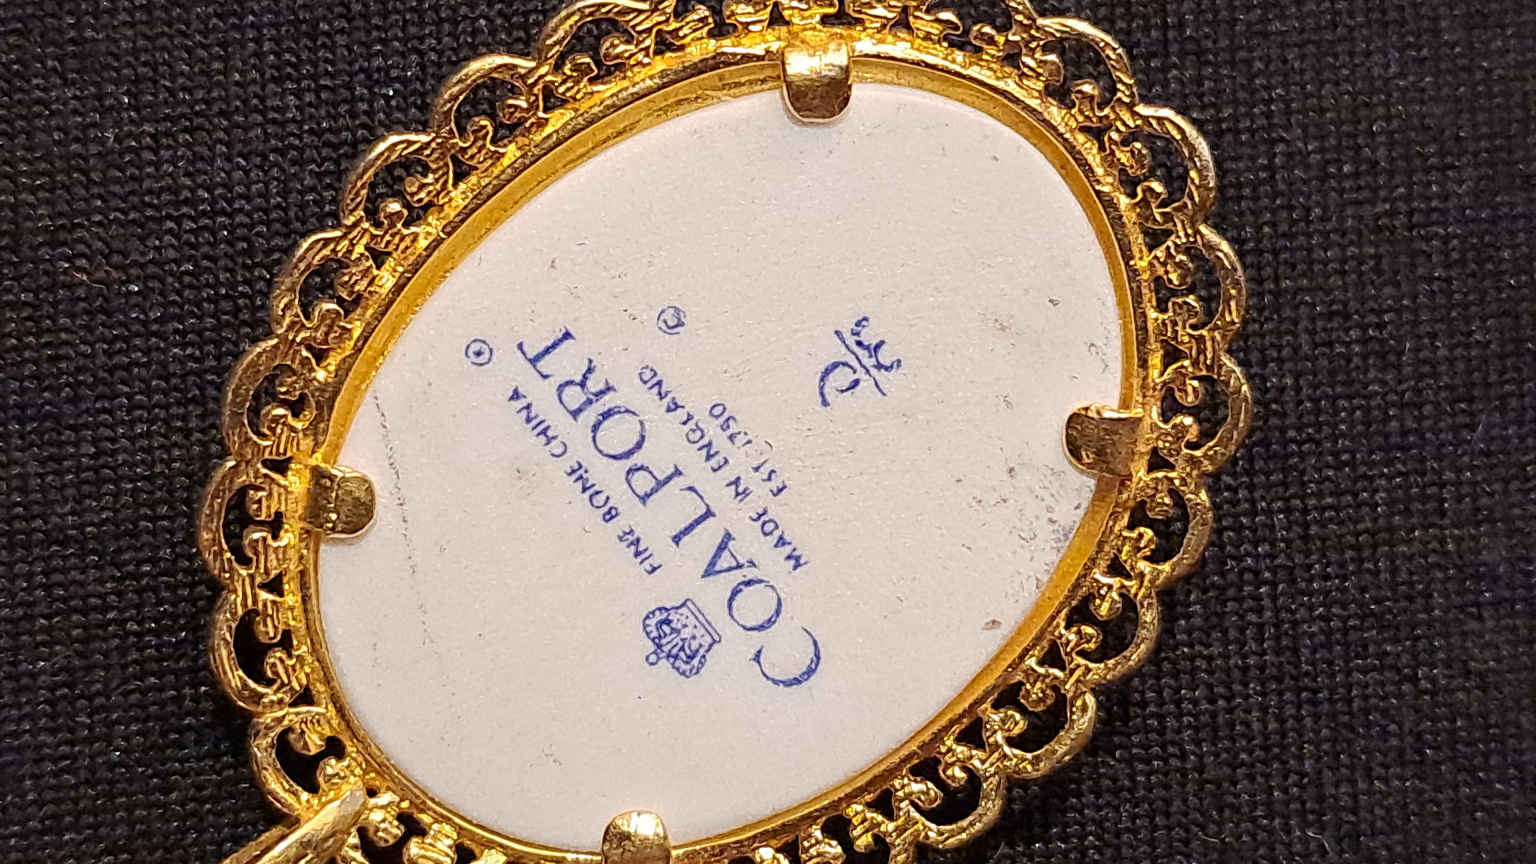 FINE BONE CHINA
COALPORT
MADE IN ENGLAND
EST. 1750 ©